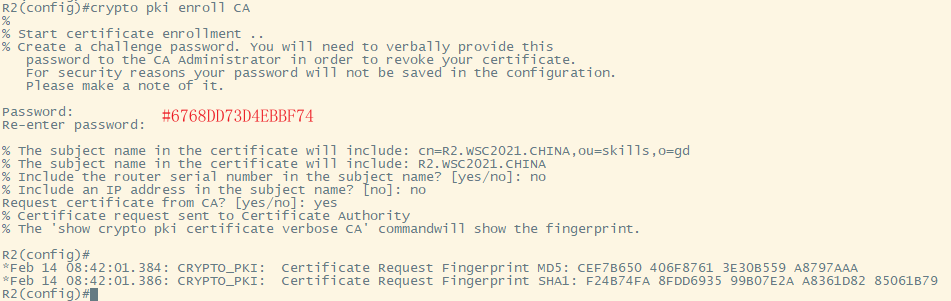 R2(config)#crypto pki enroll CA
%
% Start certificate enrollment ..
% Create a challenge password. You will need to verbally provide this
password to the CA Administrator in order to revoke your certificate.
For security reasons your password will not be saved in the configuration.
Please make a note of it.
Password: #6768DD73D4EBBF74
Re-enter password:
% The subject name in the certificate will include: cn=R2.WSC2021.CHINA,ou=skills,o=gd
% The subject name in the certificate will include: R2.WSC2021.CHINA
% Include the router serial number in the subject name? [yes/no]: no
% Include an IP address in the subject name? [no]: no
Request certificate from CA? [yes/no]: yes
% Certificate request sent to Certificate Authority
% The 'show crypto pki certificate verbose CA' commandwill show the fingerprint.
R2(config)#
*Feb 14 08:42:01.384: CRYPTO_PKI:  Certificate Request Fingerprint MD5: CEF7B650 406F8761 3E30B559 A8797AAA
*Feb 14 08:42:01.386: CRYPTO_PKI:  Certificate Request Fingerprint SHA1: F24B74FA 8FDD6935 99B07E2A A8361D82 85061B79
R2(config)#